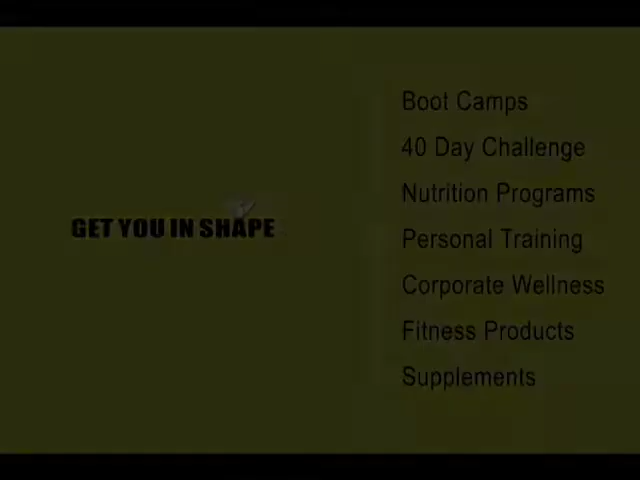 GET YOU IN SHAPE
Boot Camps
40 Day Challenge
Nutrition Programs
Personal Training
Corporate Wellness
Fitness Products
Supplements